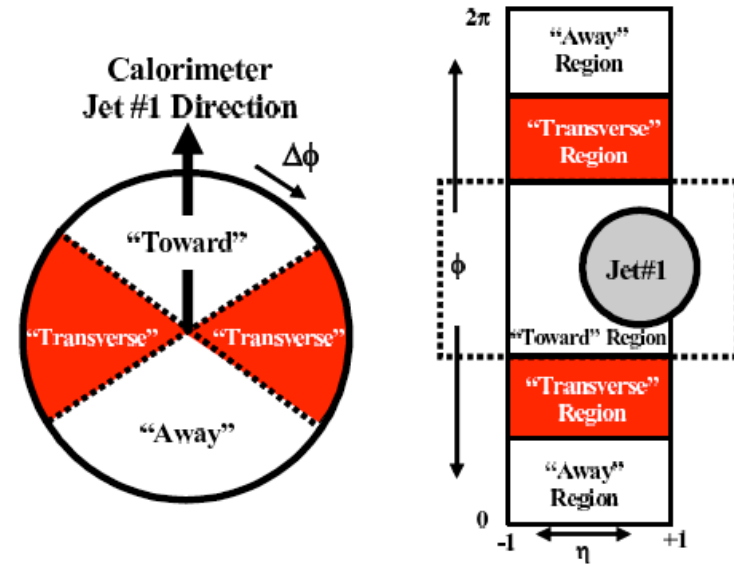 Calorimeter
Jet #1 Direction
Δϕ
“Toward”
“Transverse”
“Transverse”
“Away”
2π
“Away”
Region
“Transverse”
Region
ϕ
Jet#1
“Toward” Region
“Transverse”
Region
“Away”
Region
0
-1
η
+1